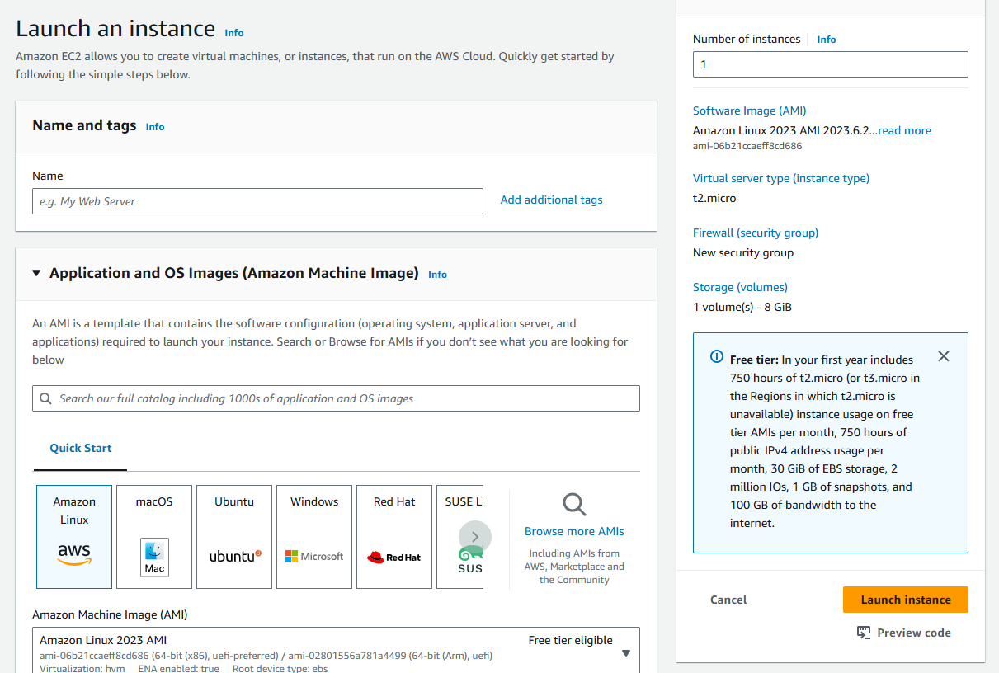 Launch an instance Info
Amazon EC2 allows you to create virtual machines, or instances, that run on the AWS Cloud. Quickly get started by
following the simple steps below.
Name and tags Info
Name
e.g. My Web Server
Add additional tags
Application and OS Images (Amazon Machine Image) Info
An AMI is a template that contains the software configuration (operating system, application server, and
applications) required to launch your instance. Search or Browse for AMIs if you don't see what you are looking for
below
Search our full catalog including 1000s of application and OS images
Quick Start
Amazon
Linux
aws
macOS
Mac
Ubuntu
ubuntu
Windows
Microsoft
Red Hat
Red Hat
SUSE Li
SUS
Browse more AMIs
Including AMIs from
AWS, Marketplace and
the Community
Amazon Machine Image (AMI)
Amazon Linux 2023 AMI
Free tier eligible
ami-06b21ccaeff8cd686 (64-bit (x86), uefi-preferred) / ami-02801556a781a4499 (64-bit (Arm), uefi)
Virtualization: hvm ENA enabled: true Root device type: ebs
Number of instances Info
1
Software Image (AMI)
Amazon Linux 2023 AMI 2023.6.2...read more
ami-06b21ccaeff8cd686
Virtual server type (instance type)
t2.micro
Firewall (security group)
New security group
Storage (volumes)
1 volume(s) - 8 GiB
Free tier: In your first year includes
750 hours of t2.micro (or t3.micro in
the Regions in which t2.micro is
unavailable) instance usage on free
tier AMIs per month, 750 hours of
public IPv4 address usage per
month, 30 GiB of EBS storage, 2
million IOs, 1 GB of snapshots, and
100 GB of bandwidth to the
internet.
Cancel
Launch instance
Preview code